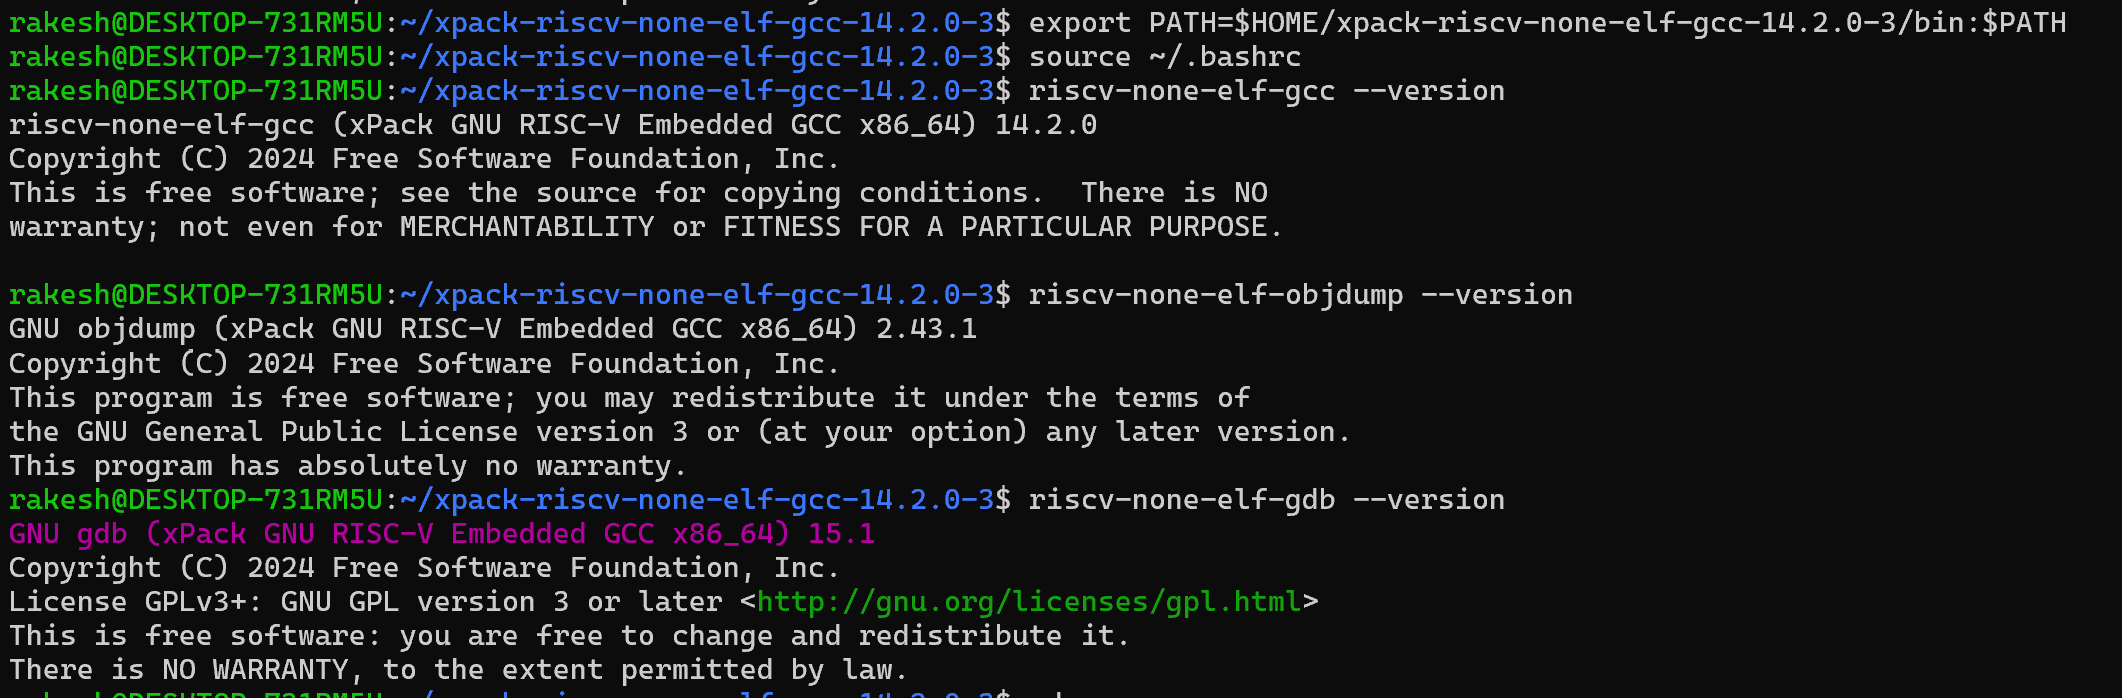 rakesh@DESKTOP-731RM5U:~/xpack-riscv-none-elf-gcc-14.2.0-3$ export PATH=$HOME/xpack-riscv-none-elf-gcc-14.2.0-3/bin:$PATH
rakesh@DESKTOP-731RM5U:~/xpack-riscv-none-elf-gcc-14.2.0-3$ source ~/.bashrc
rakesh@DESKTOP-731RM5U:~/xpack-riscv-none-elf-gcc-14.2.0-3$ riscv-none-elf-gcc --version
riscv-none-elf-gcc (xPack GNU RISC-V Embedded GCC x86_64) 14.2.0
Copyright (C) 2024 Free Software Foundation, Inc.
This is free software; see the source for copying conditions.  There is NO
warranty; not even for MERCHANTABILITY or FITNESS FOR A PARTICULAR PURPOSE.
rakesh@DESKTOP-731RM5U:~/xpack-riscv-none-elf-gcc-14.2.0-3$ riscv-none-elf-objdump --version
GNU objdump (xPack GNU RISC-V Embedded GCC x86_64) 2.43.1
Copyright (C) 2024 Free Software Foundation, Inc.
This program is free software; you may redistribute it under the terms of
the GNU General Public License version 3 or (at your option) any later version.
This program has absolutely no warranty.
rakesh@DESKTOP-731RM5U:~/xpack-riscv-none-elf-gcc-14.2.0-3$ riscv-none-elf-gdb --version
GNU gdb (xPack GNU RISC-V Embedded GCC x86_64) 15.1
Copyright (C) 2024 Free Software Foundation, Inc.
License GPLv3+: GNU GPL version 3 or later <http://gnu.org/licenses/gpl.html>
This is free software: you are free to change and redistribute it.
There is NO WARRANTY, to the extent permitted by law.